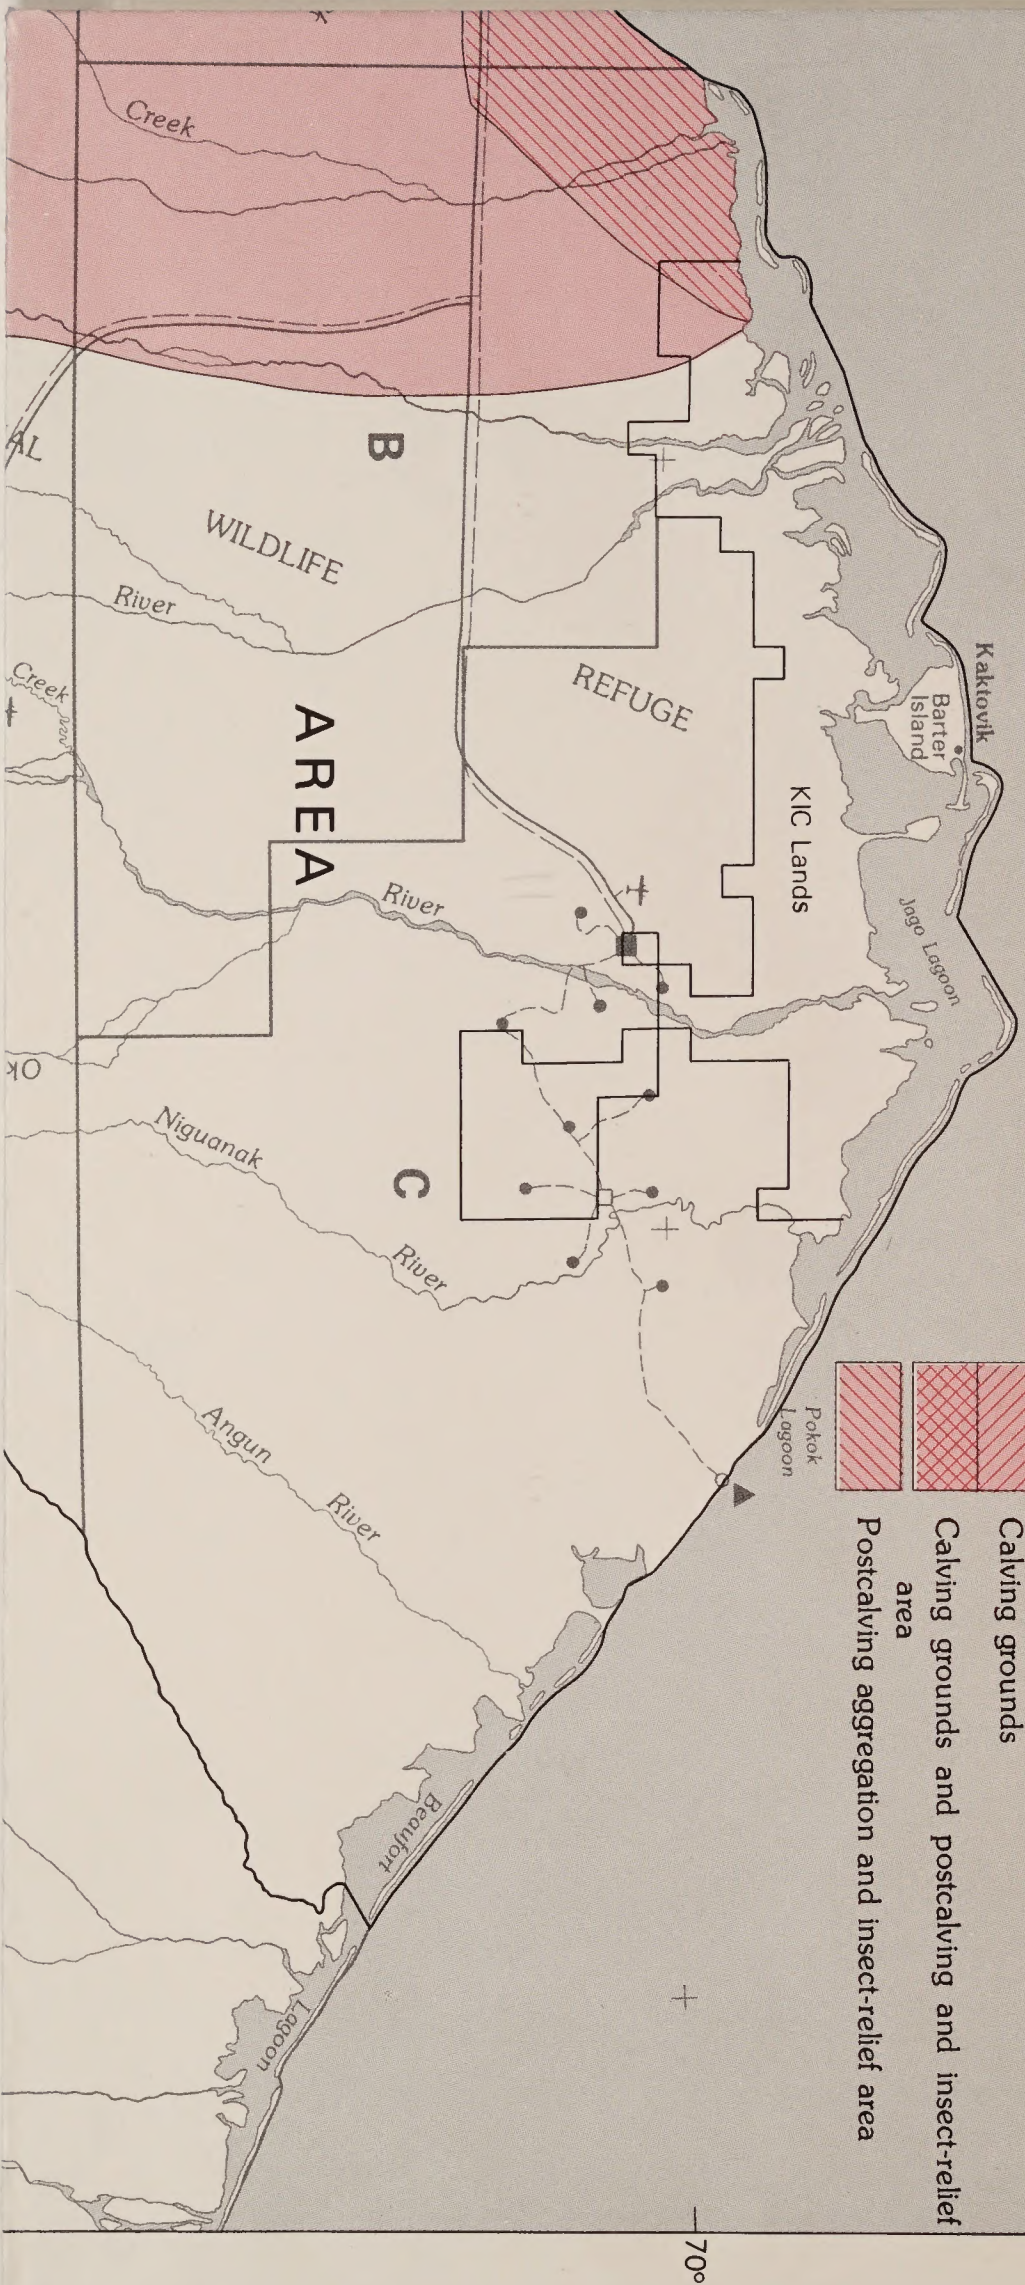 Creek
Kaktovik
Barter
Island
B
WILDLIFE
AL
River
Creek
REFUGE
KIC Lands
Jago Lagoon
AREA
River
Ok
Niguanak
River
C
Angun
River
Pokok
Lagoon
Calving grounds
Calving grounds and postcalving and insect-relief
area
Postcalving aggregation and insect-relief area
Beaufort
Lagoon
70°